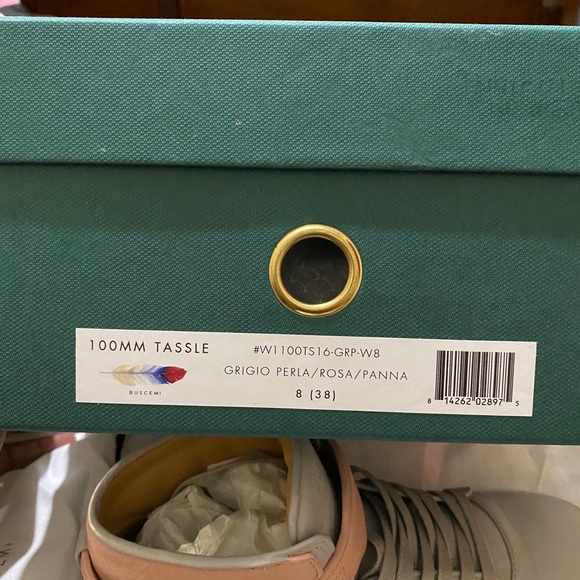 100MM TASSLE
#W1100TS16-GRP-W8
GRIGIO PERLA/ROSA/PANNA
8 (38)
BUSCEMI
8 14262 02897 5